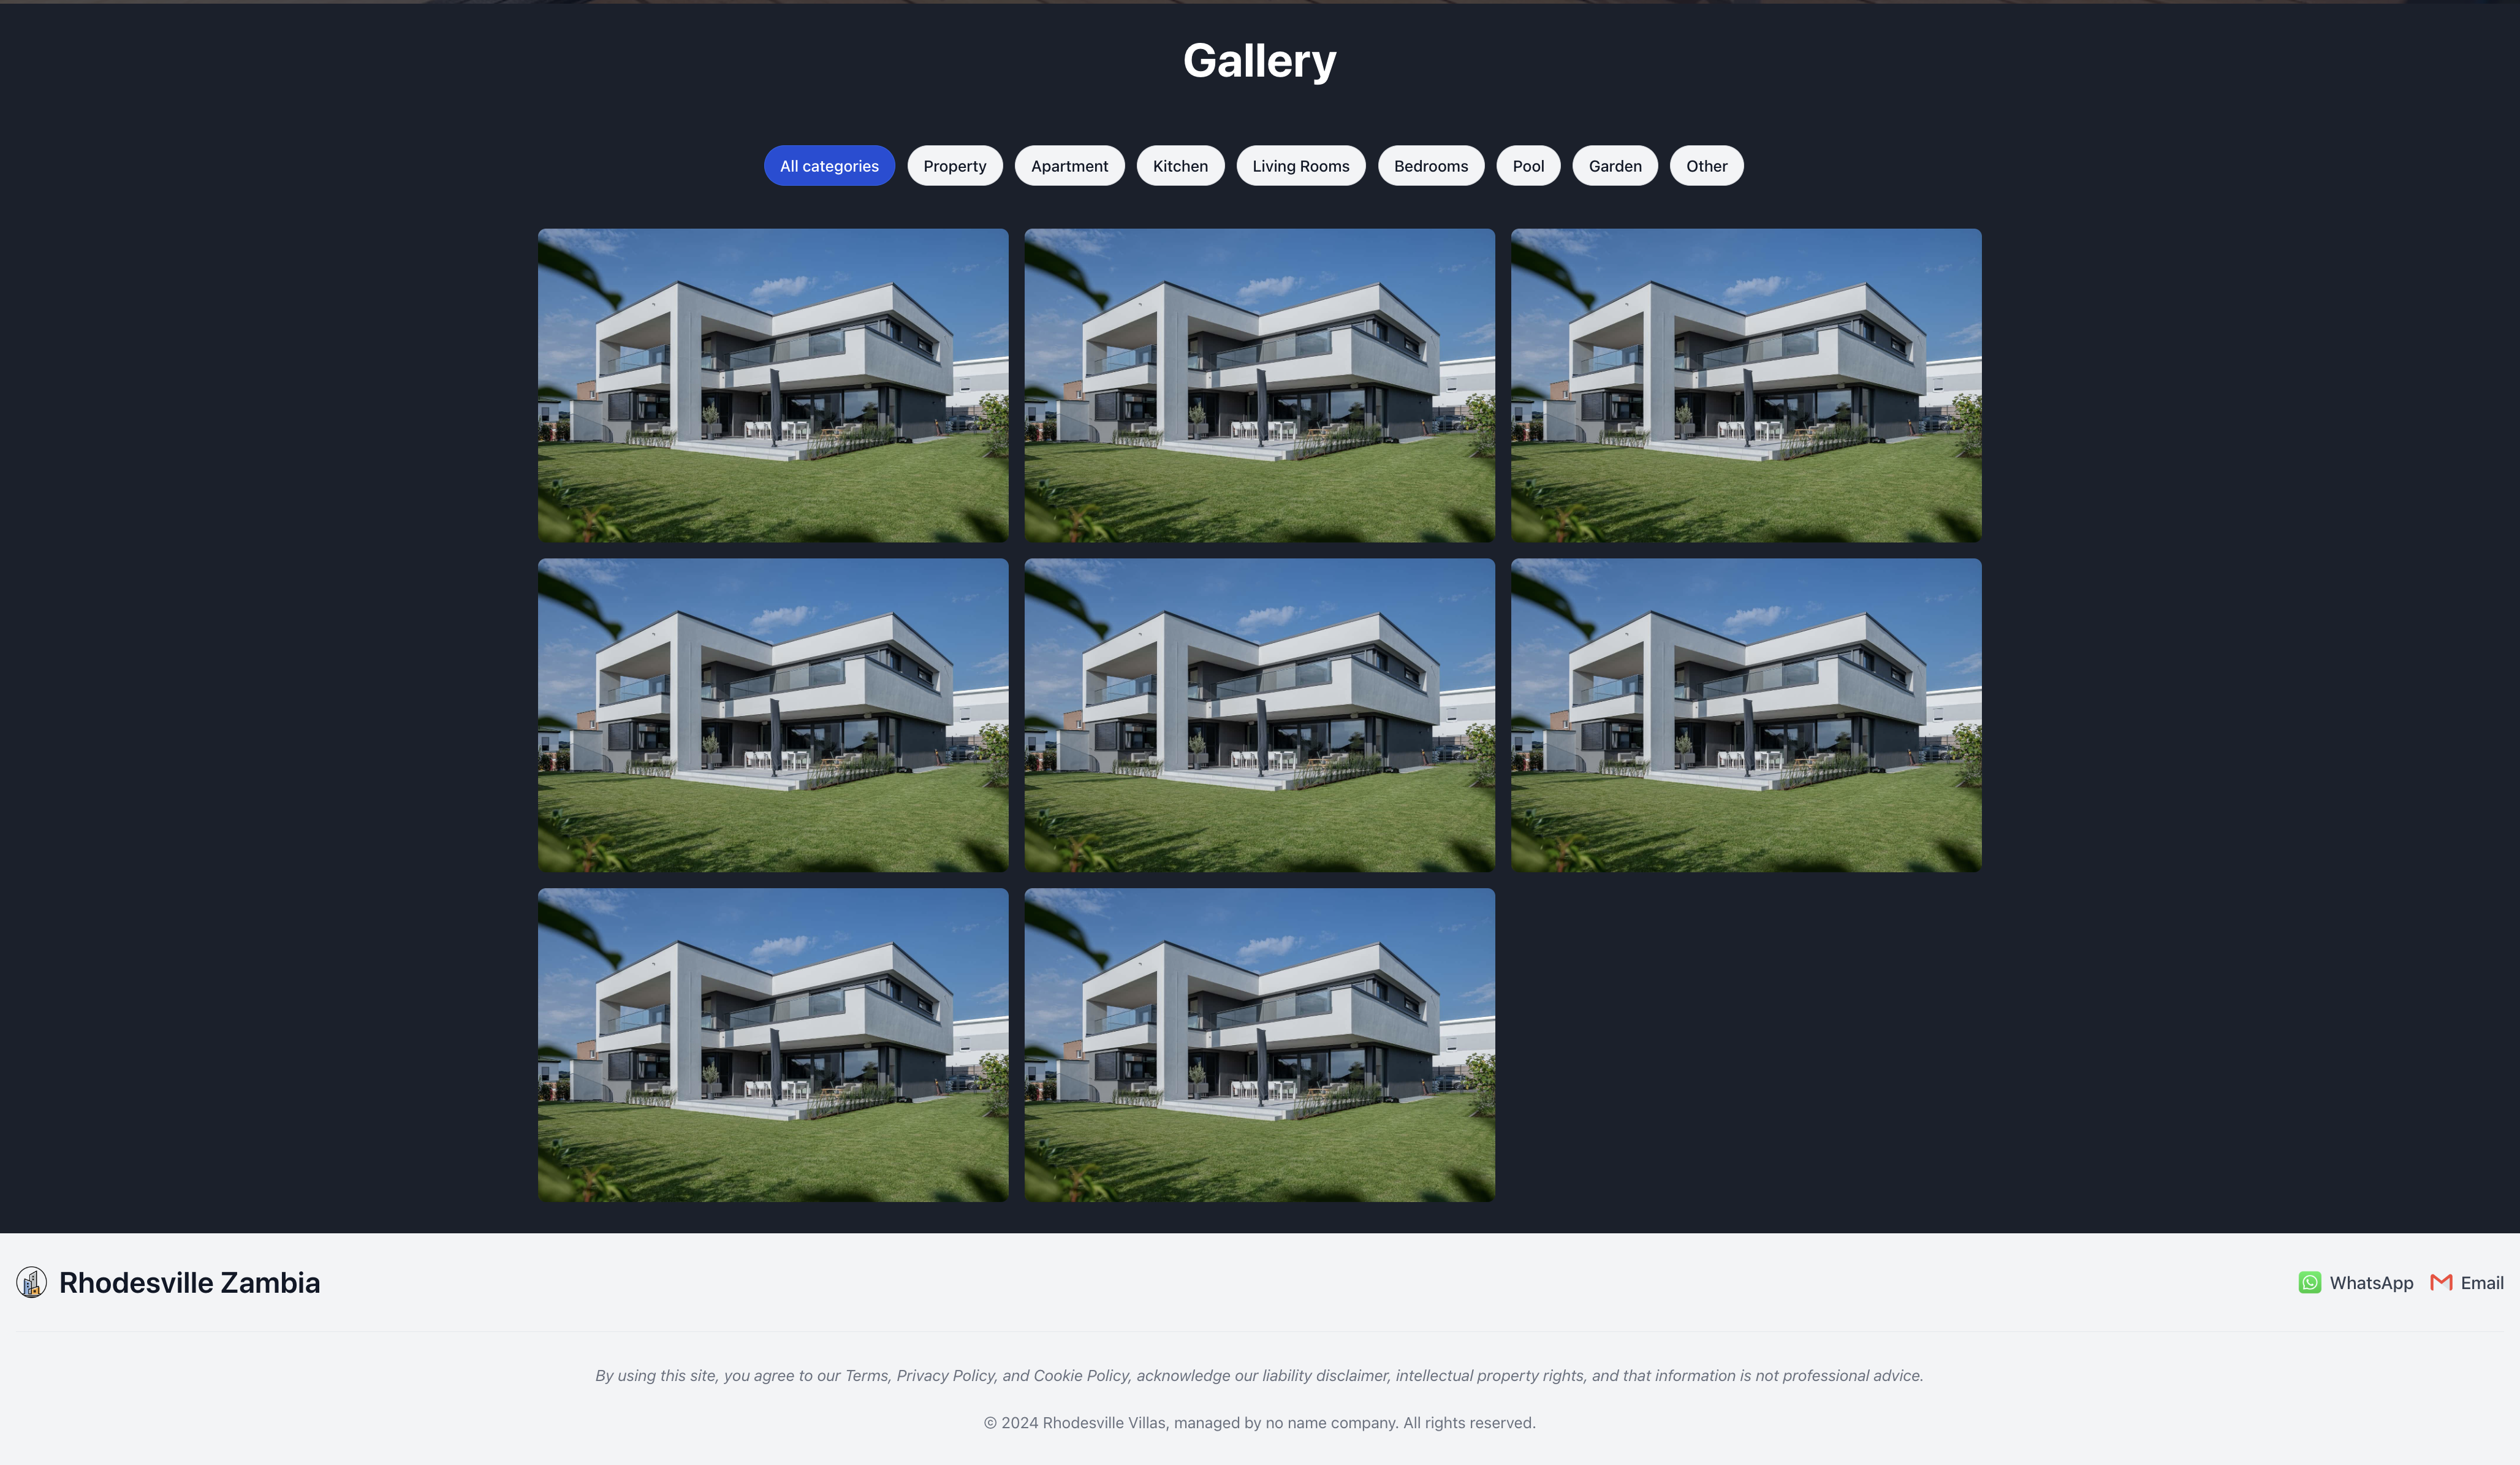 Gallery
All categories
Property
Apartment
Kitchen
Living Rooms
Bedrooms
Pool
Garden
Other
Rhodesville Zambia
WhatsApp
Email
By using this site, you agree to our Terms, Privacy Policy, and Cookie Policy, acknowledge our liability disclaimer, intellectual property rights, and that information is not professional advice.
© 2024 Rhodesville Villas, managed by no name company. All rights reserved.